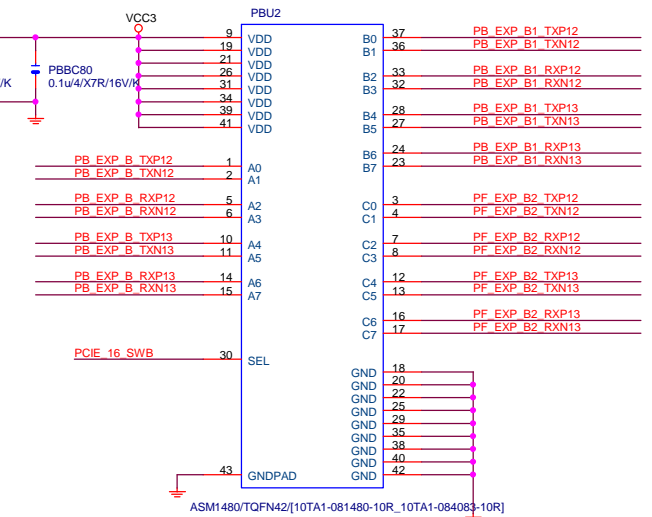 VCC3
PBU2
PBBC80
0.1u/4/X7R/16V/K
/K
9 VDD
19 VDD
21 VDD
26 VDD
31 VDD
34 VDD
39 VDD
41 VDD
PB_EXP_B_TXP12 1 A0
PB_EXP_B_TXN12 2 A1
PB_EXP_B_RXP12 5 A2
PB_EXP_B_RXN12 6 A3
PB_EXP_B_TXP13 10 A4
PB_EXP_B_TXN13 11 A5
PB_EXP_B_RXP13 14 A6
PB_EXP_B_RXN13 15 A7
PCIE_16_SWB 30 SEL
43 GNDPAD
B0 37 PB_EXP_B1_TXP12
B1 36 PB_EXP_B1_TXN12
B2 33 PB_EXP_B1_RXP12
B3 32 PB_EXP_B1_RXN12
B4 28 PB_EXP_B1_TXP13
B5 27 PB_EXP_B1_TXN13
B6 24 PB_EXP_B1_RXP13
B7 23 PB_EXP_B1_RXN13
C0 3 PF_EXP_B2_TXP12
C1 4 PF_EXP_B2_TXN12
C2 7 PF_EXP_B2_RXP12
C3 8 PF_EXP_B2_RXN12
C4 12 PF_EXP_B2_TXP13
C5 13 PF_EXP_B2_TXN13
C6 16 PF_EXP_B2_RXP13
C7 17 PF_EXP_B2_RXN13
GND 18
GND 20
GND 22
GND 25
GND 29
GND 35
GND 38
GND 40
GND 42
ASM1480/TQFN42/[10TA1-081480-10R_10TA1-084083-10R]